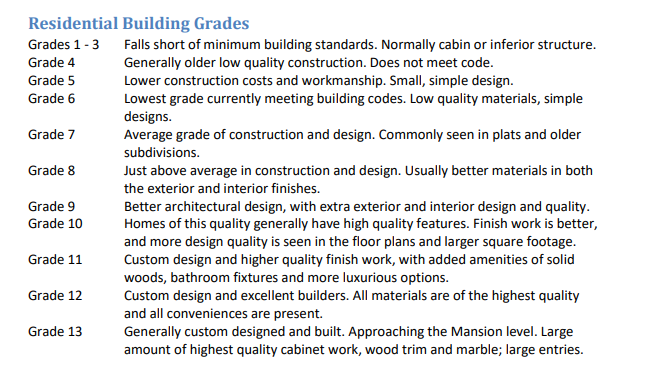 Residential Building Grades
Grades 1 - 3 Falls short of minimum building standards. Normally cabin or inferior structure.
Grade 4 Generally older low quality construction. Does not meet code.
Grade 5 Lower construction costs and workmanship. Small, simple design.
Grade 6 Lowest grade currently meeting building codes. Low quality materials, simple
designs.
Grade 7 Average grade of construction and design. Commonly seen in plats and older
subdivisions.
Grade 8 Just above average in construction and design. Usually better materials in both
the exterior and interior finishes.
Grade 9 Better architectural design, with extra exterior and interior design and quality.
Grade 10 Homes of this quality generally have high quality features. Finish work is better,
and more design quality is seen in the floor plans and larger square footage.
Grade 11 Custom design and higher quality finish work, with added amenities of solid
woods, bathroom fixtures and more luxurious options.
Grade 12 Custom design and excellent builders. All materials are of the highest quality
and all conveniences are present.
Grade 13 Generally custom designed and built. Approaching the Mansion level. Large
amount of highest quality cabinet work, wood trim and marble; large entries.